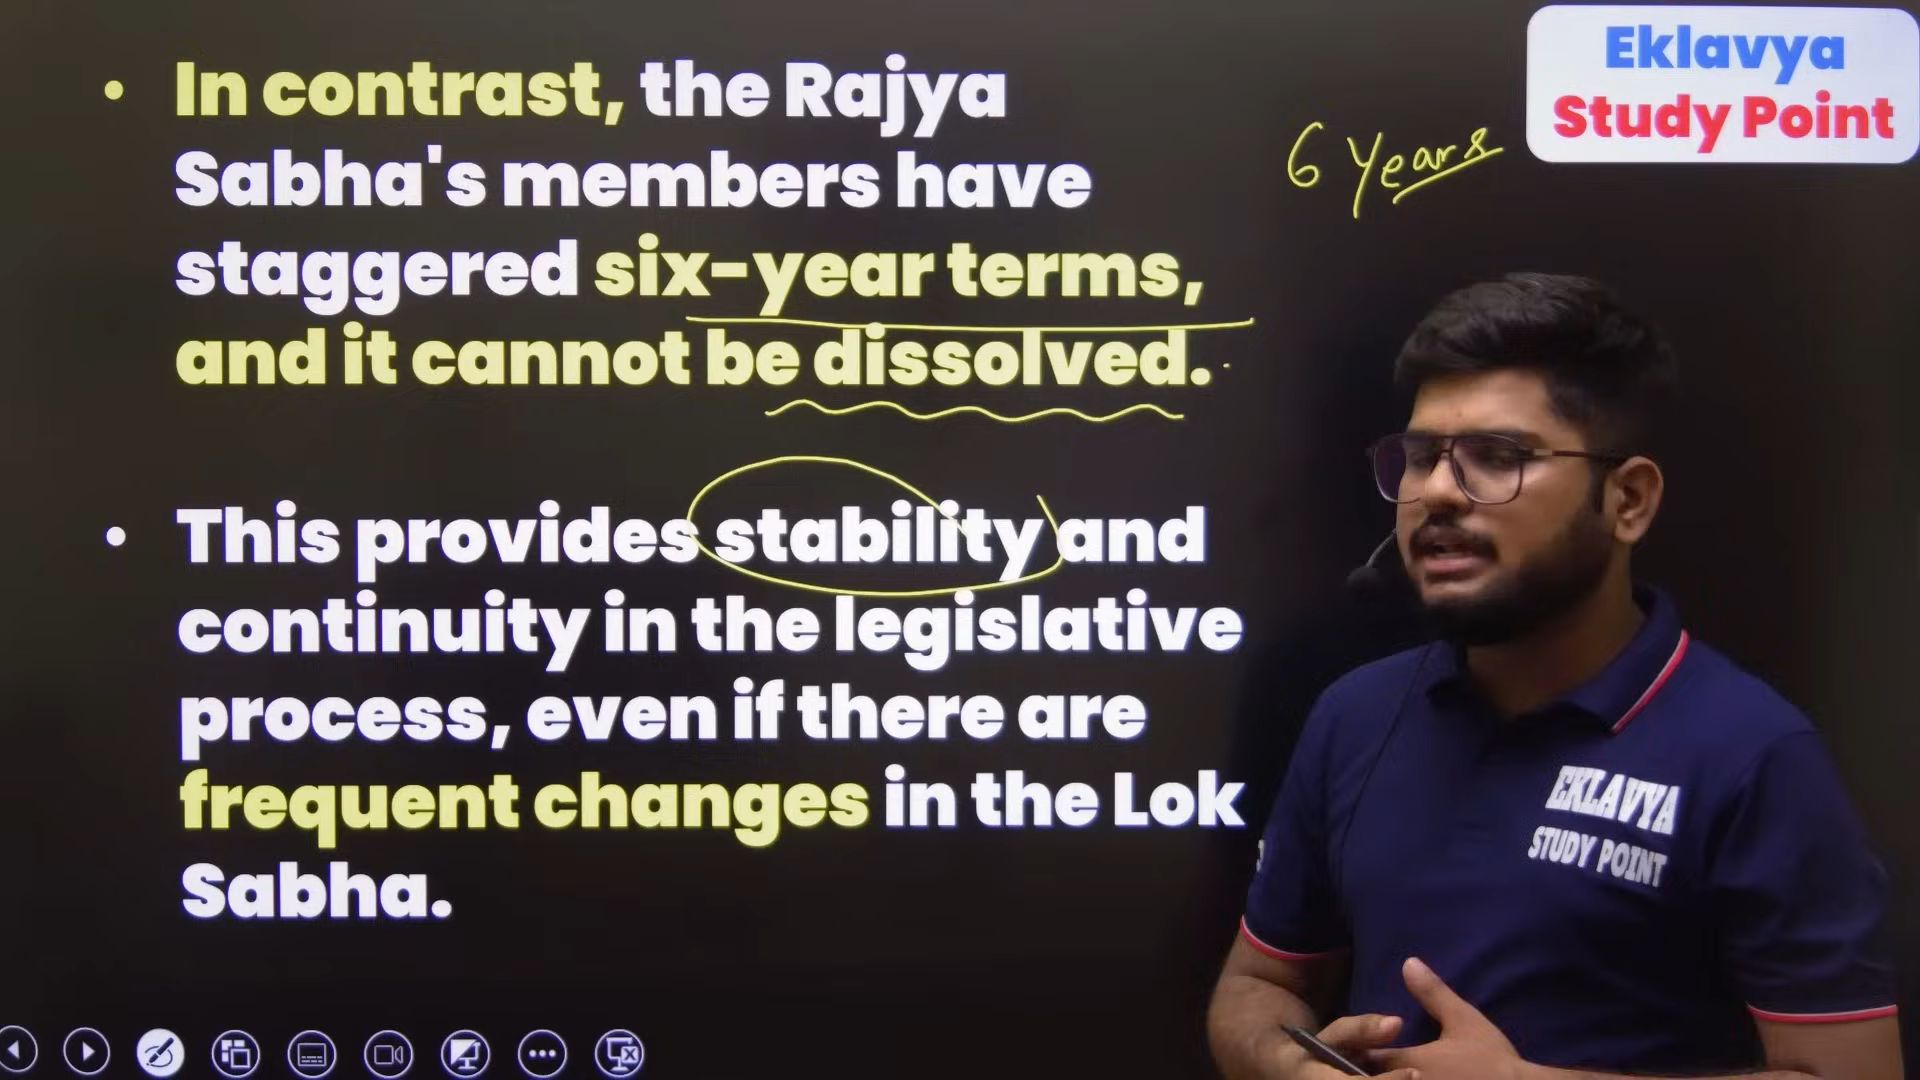 Eklavya
Study Point
6 Years
• In contrast, the Rajya
Sabha's members have
staggered six-year terms,
and it cannot be dissolved.
• This provides stability and
continuity in the legislative
process, even if there are
frequent changes in the Lok
Sabha.
EKLAVYA
STUDY POINT